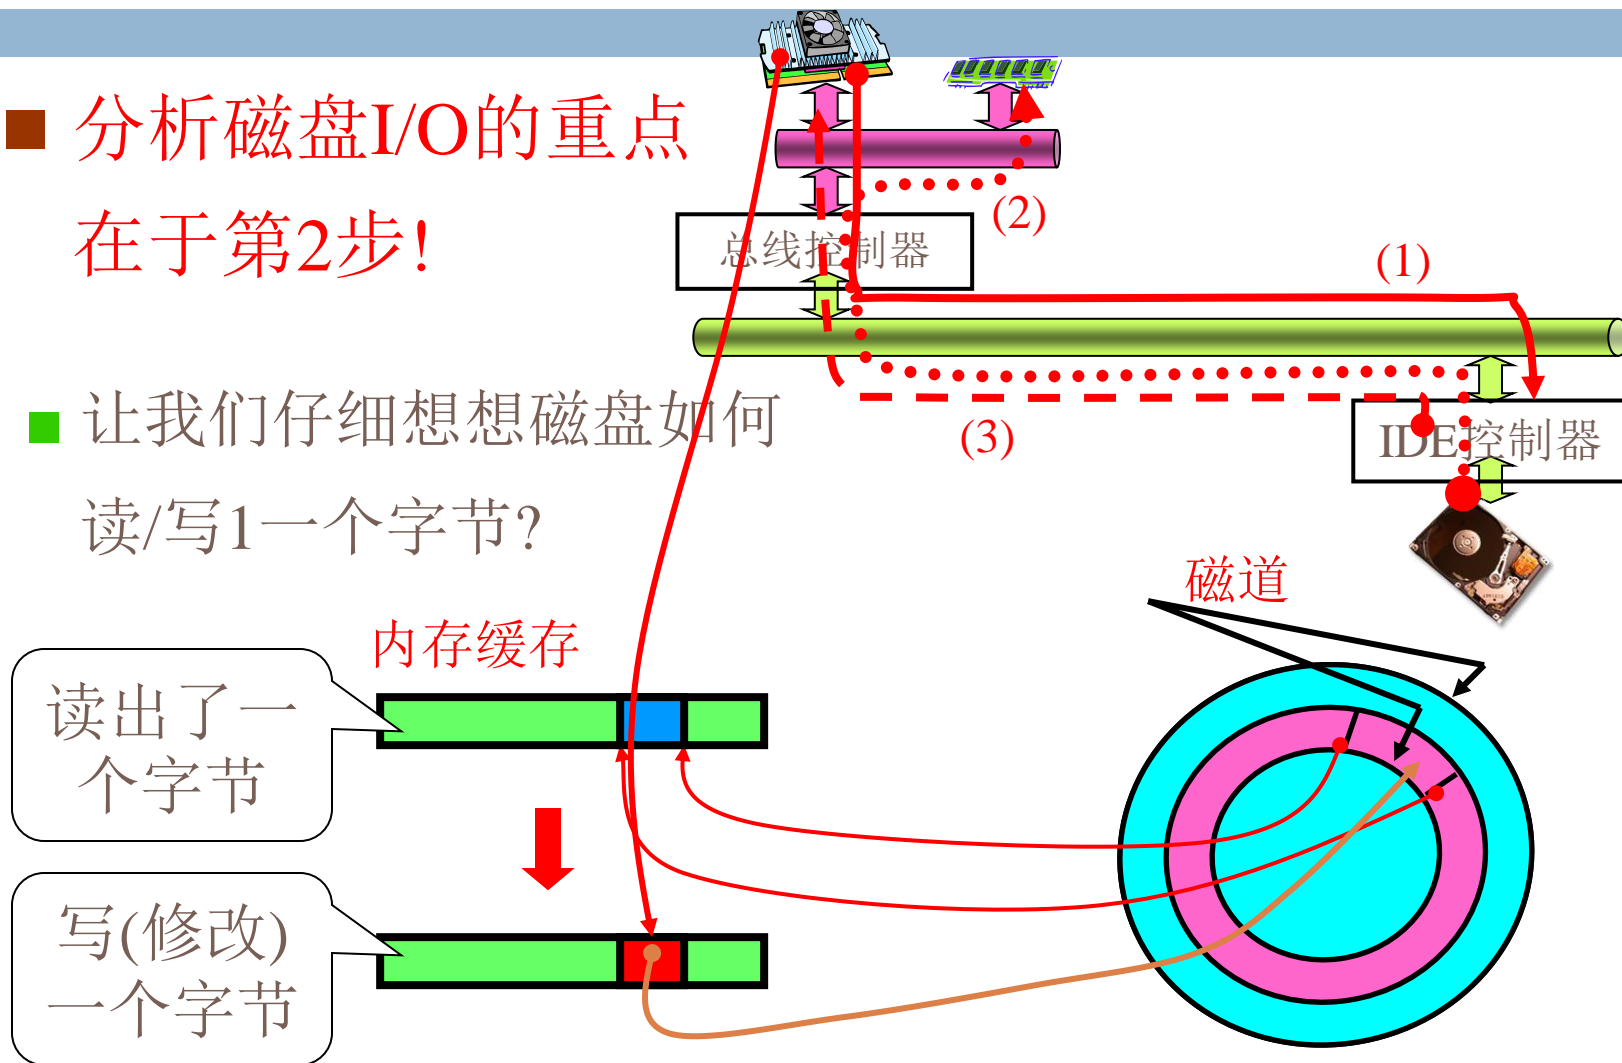 分析磁盘I/O的重点
在于第2步!
(2)
总线控制器
(1)
让我们仔细想想磁盘如何
读/写1一个字节?
(3)
IDE控制器
磁道
内存缓存
读出了一
个字节
写(修改)
一个字节